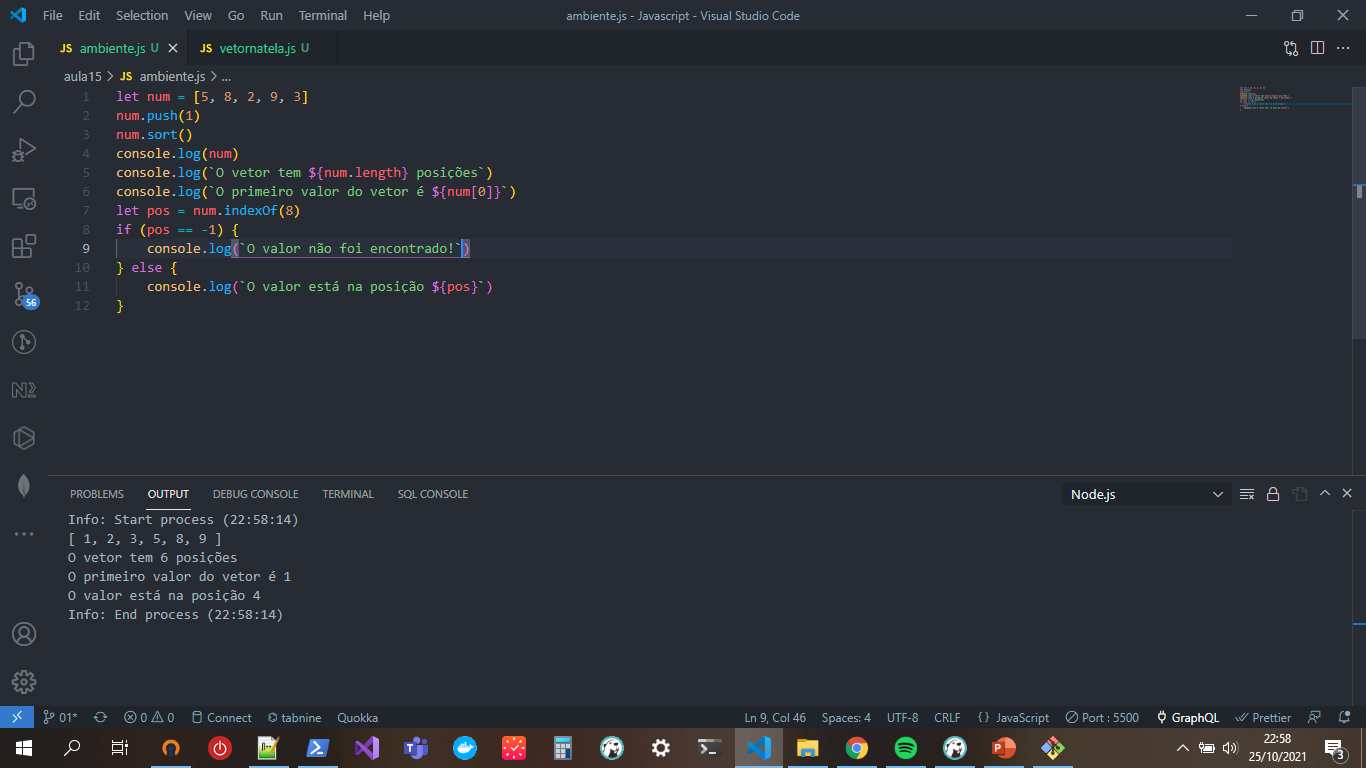 File Edit Selection View Go Run Terminal Help
ambiente.js - Javascript - Visual Studio Code
JS ambiente.js U
JS vetornatela.js U
aula15 > JS ambiente.js > ...
1 let num = [5, 8, 2, 9, 3]
2 num.push(1)
3 num.sort()
4 console.log(num)
5 console.log(`O vetor tem ${num.length} posições`)
6 console.log(`O primeiro valor do vetor é ${num[0]}`)
7 let pos = num.indexOf(8)
8 if (pos == -1) {
9 console.log(`O valor não foi encontrado!`)
10 } else {
11 console.log(`O valor está na posição ${pos}`)
12 }
56
N2
PROBLEMS OUTPUT DEBUG CONSOLE TERMINAL SQL CONSOLE
Node.js
Info: Start process (22:58:14)
[ 1, 2, 3, 5, 8, 9 ]
O vetor tem 6 posições
O primeiro valor do vetor é 1
O valor está na posição 4
Info: End process (22:58:14)
01* 0 0 Connect tabnine Quokka
Ln 9, Col 46 Spaces: 4 UTF-8 CRLF {} JavaScript Port : 5500 GraphQL Prettier
22:58
25/10/2021
3